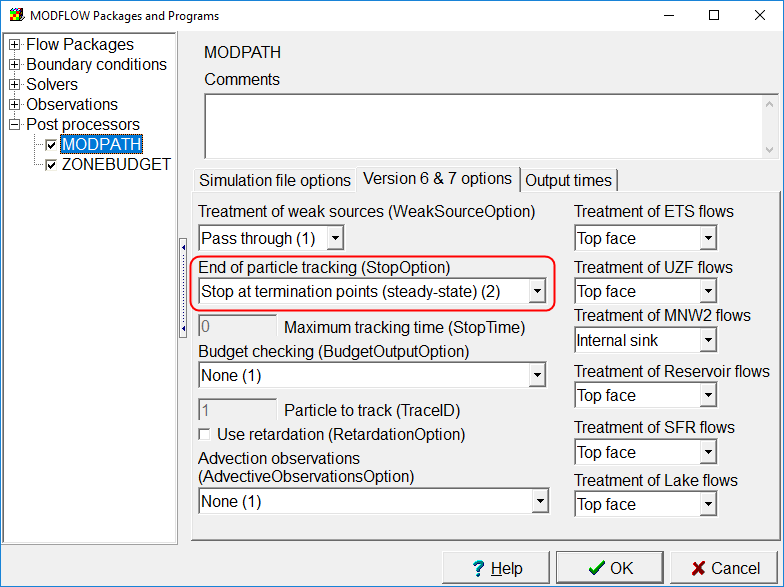 MODFLOW Packages and Programs
Flow Packages
Boundary conditions
Solvers
Observations
Post processors
MODPATH
ZONEBUDGET
MODPATH
Comments
Simulation file options
Version 6 & 7 options
Output times
Treatment of weak sources (WeakSourceOption)
Pass through (1)
End of particle tracking (StopOption)
Stop at termination points (steady-state) (2)
0
Maximum tracking time (StopTime)
Budget checking (BudgetOutputOption)
None (1)
1
Particle to track (TraceID)
Use retardation (RetardationOption)
Advection observations
(AdvectiveObservationsOption)
None (1)
Treatment of ETS flows
Top face
Treatment of UZF flows
Top face
Treatment of MNW2 flows
Internal sink
Treatment of Reservoir flows
Top face
Treatment of SFR flows
Top face
Treatment of Lake flows
Top face
? Help
OK
Cancel